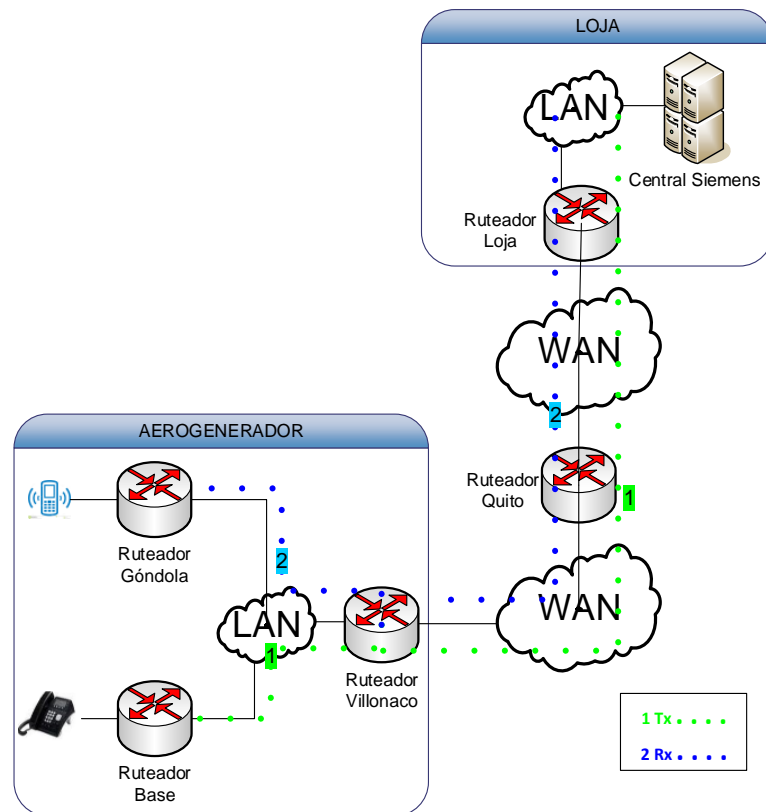 LOJA
LAN
Central Siemens
Ruteador
Loja
WAN
2
AEROGENERADOR
Ruteador
Quito
1
Ruteador
Góndola
2
WAN
LAN
1
Ruteador
Villonaco
Ruteador
Base
1 Tx
2 Rx